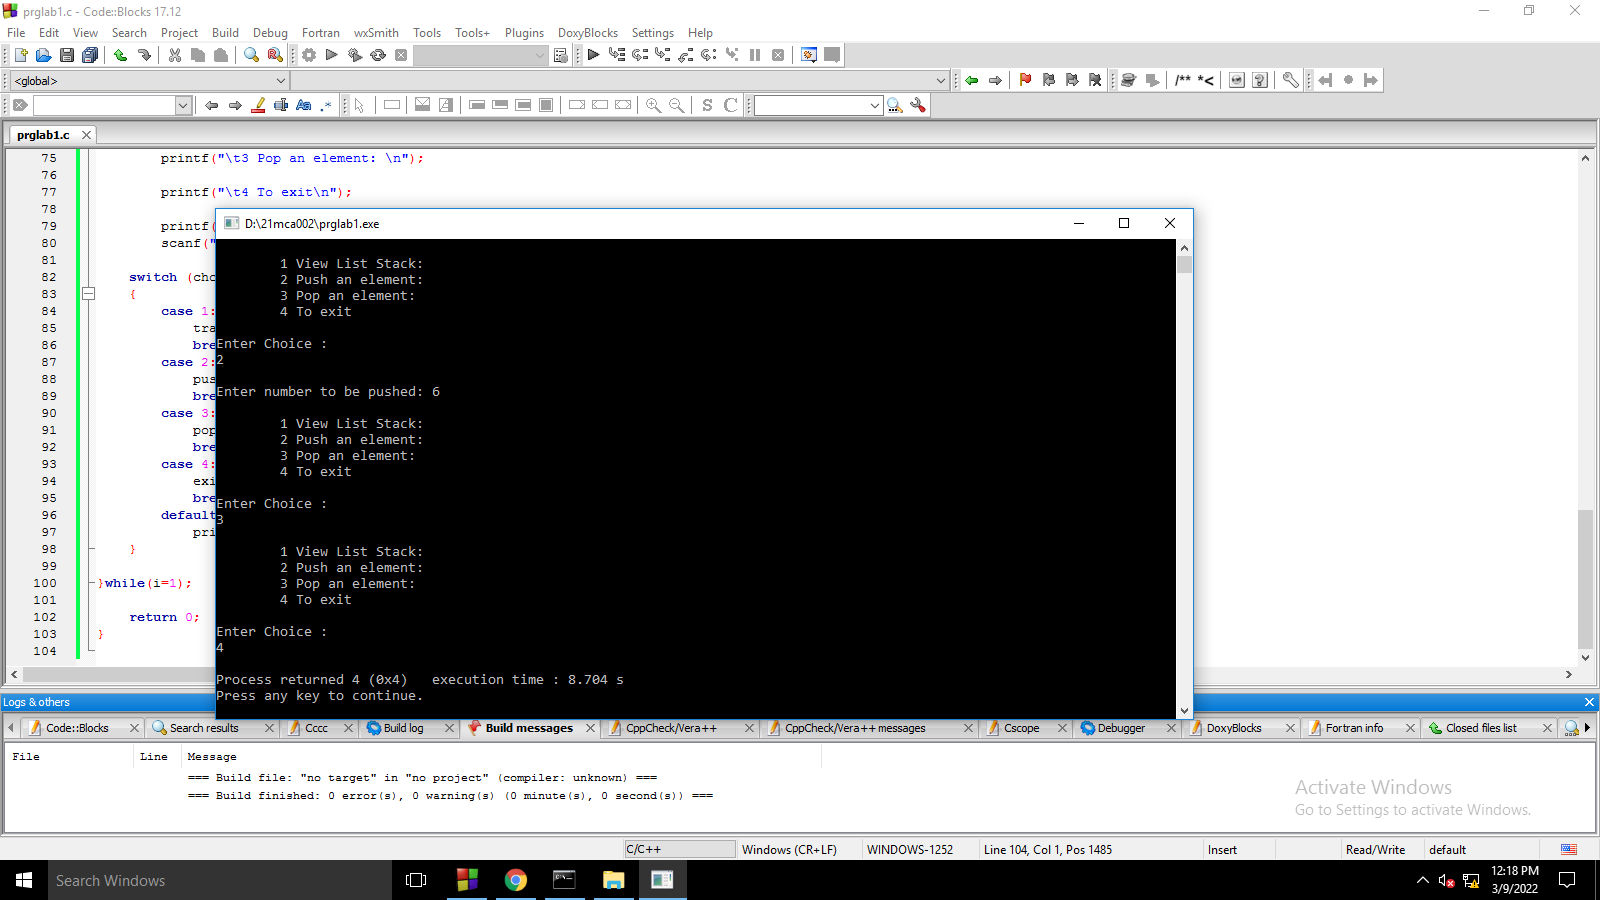 prglab1.c - Code::Blocks 17.12
File Edit View Search Project Build Debug Fortran wxSmith Tools Tools+ Plugins DoxyBlocks Settings Help
<global>
/** *<
Aa .*
S C
prglab1.c
75 printf("\t3 Pop an element: \n");
76
77 printf("\t4 To exit\n");
78
79 printf(
80 scanf("
81
82 switch (cho
83 {
84 case 1:
85 tra
86 bre
87 case 2:
88 pus
89 bre
90 case 3:
91 pop
92 bre
93 case 4:
94 exi
95 bre
96 default
97 pri
98 }
99
100 }while(i=1);
101
102 return 0;
103 }
104
D:\21mca002\prglab1.exe
1 View List Stack:
2 Push an element:
3 Pop an element:
4 To exit
Enter Choice :
2
Enter number to be pushed: 6
1 View List Stack:
2 Push an element:
3 Pop an element:
4 To exit
Enter Choice :
3
1 View List Stack:
2 Push an element:
3 Pop an element:
4 To exit
Enter Choice :
4
Process returned 4 (0x4) execution time : 8.704 s
Press any key to continue.
Logs & others
Code::Blocks Search results Cccc Build log Build messages CppCheck/Vera++ CppCheck/Vera++ messages Cscope Debugger DoxyBlocks Fortran info Closed files list
File Line Message
=== Build file: "no target" in "no project" (compiler: unknown) ===
=== Build finished: 0 error(s), 0 warning(s) (0 minute(s), 0 second(s)) ===
Activate Windows
Go to Settings to activate Windows.
C/C++ Windows (CR+LF) WINDOWS-1252 Line 104, Col 1, Pos 1485 Insert Read/Write default
Search Windows
12:18 PM
3/9/2022